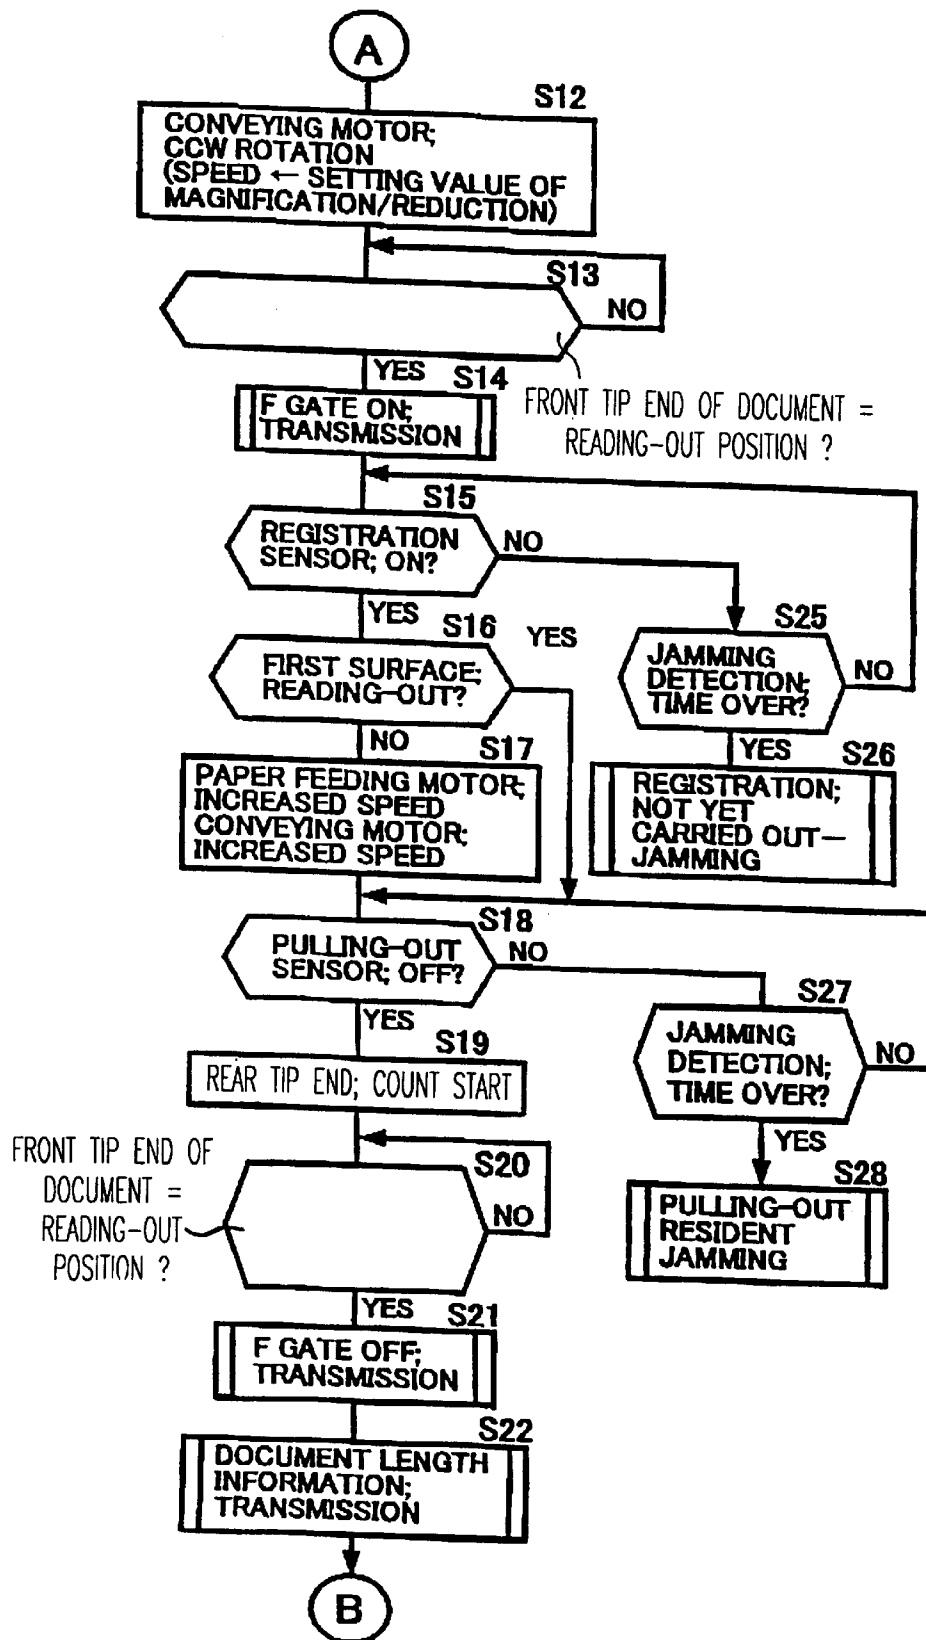 A
S12
CONVEYING MOTOR;
CCW ROTATION
(SPEED ← SETTING VALUE OF
MAGNIFICATION/REDUCTION)
S13
NO
YES
FRONT TIP END OF DOCUMENT =
READING-OUT POSITION ?
S14
F GATE ON;
TRANSMISSION
S15
REGISTRATION
SENSOR; ON?
NO
YES
S16
FIRST SURFACE;
READING-OUT?
YES
NO
S25
JAMMING
DETECTION;
TIME OVER?
NO
YES
S26
REGISTRATION;
NOT YET
CARRIED OUT—
JAMMING
S17
PAPER FEEDING MOTOR;
INCREASED SPEED
CONVEYING MOTOR;
INCREASED SPEED
S18
PULLING-OUT
SENSOR; OFF?
NO
YES
S27
JAMMING
DETECTION;
TIME OVER?
NO
YES
S28
PULLING-OUT
RESIDENT
JAMMING
S19
REAR TIP END; COUNT START
FRONT TIP END OF
DOCUMENT =
READING-OUT
POSITION ?
S20
NO
YES
S21
F GATE OFF;
TRANSMISSION
S22
DOCUMENT LENGTH
INFORMATION;
TRANSMISSION
B